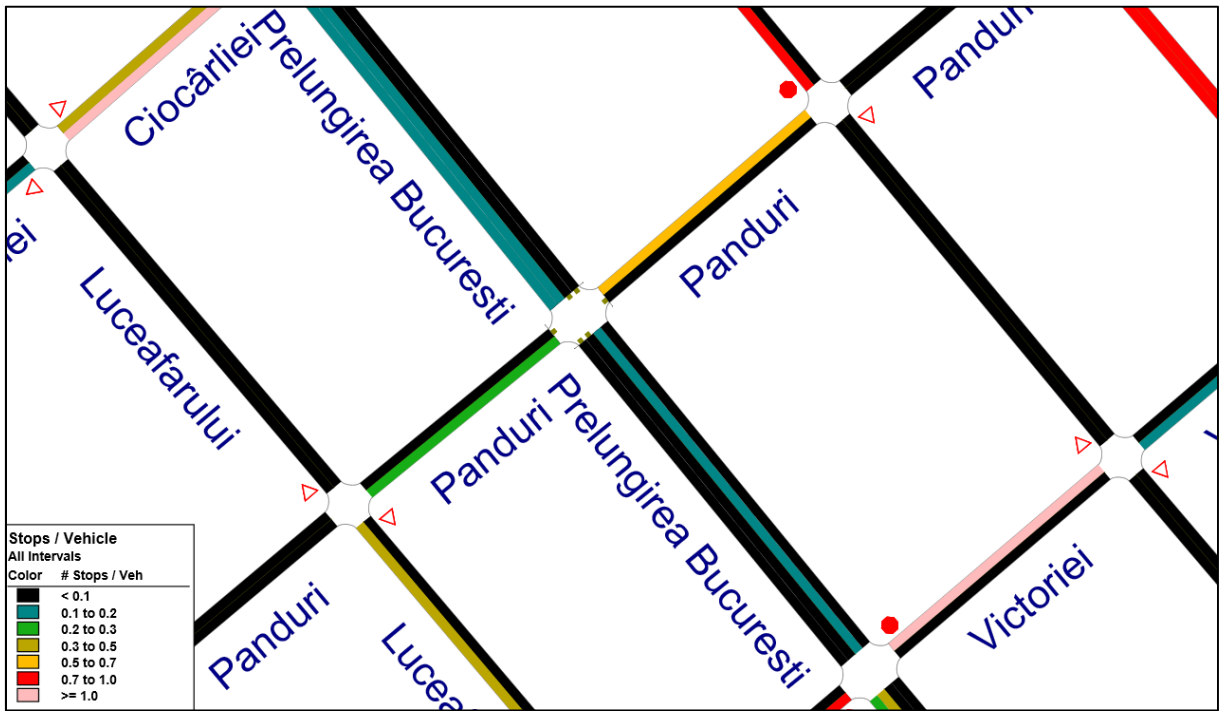 Ciocârliei
Prelungirea Bucuresti
Panduri
Panduri
ei
Luceafarului
Panduri
Prelungirea Bucuresti
Victoriei
Panduri
Lucea
Stops / Vehicle
All Intervals
Color # Stops / Veh
< 0.1
0.1 to 0.2
0.2 to 0.3
0.3 to 0.5
0.5 to 0.7
0.7 to 1.0
>= 1.0